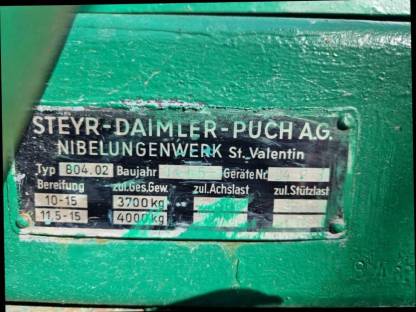 STEYR-DAIMLER-PUCH A.G.
NIBELUNGENWERK St. Valentin
Typ 804.02 Baujahr Geräte Nr
Bereifung zul.Ges.Gew. zul.Achslast zul.Stützlast
10-15 3700 kg
11.5-15 4000 kg